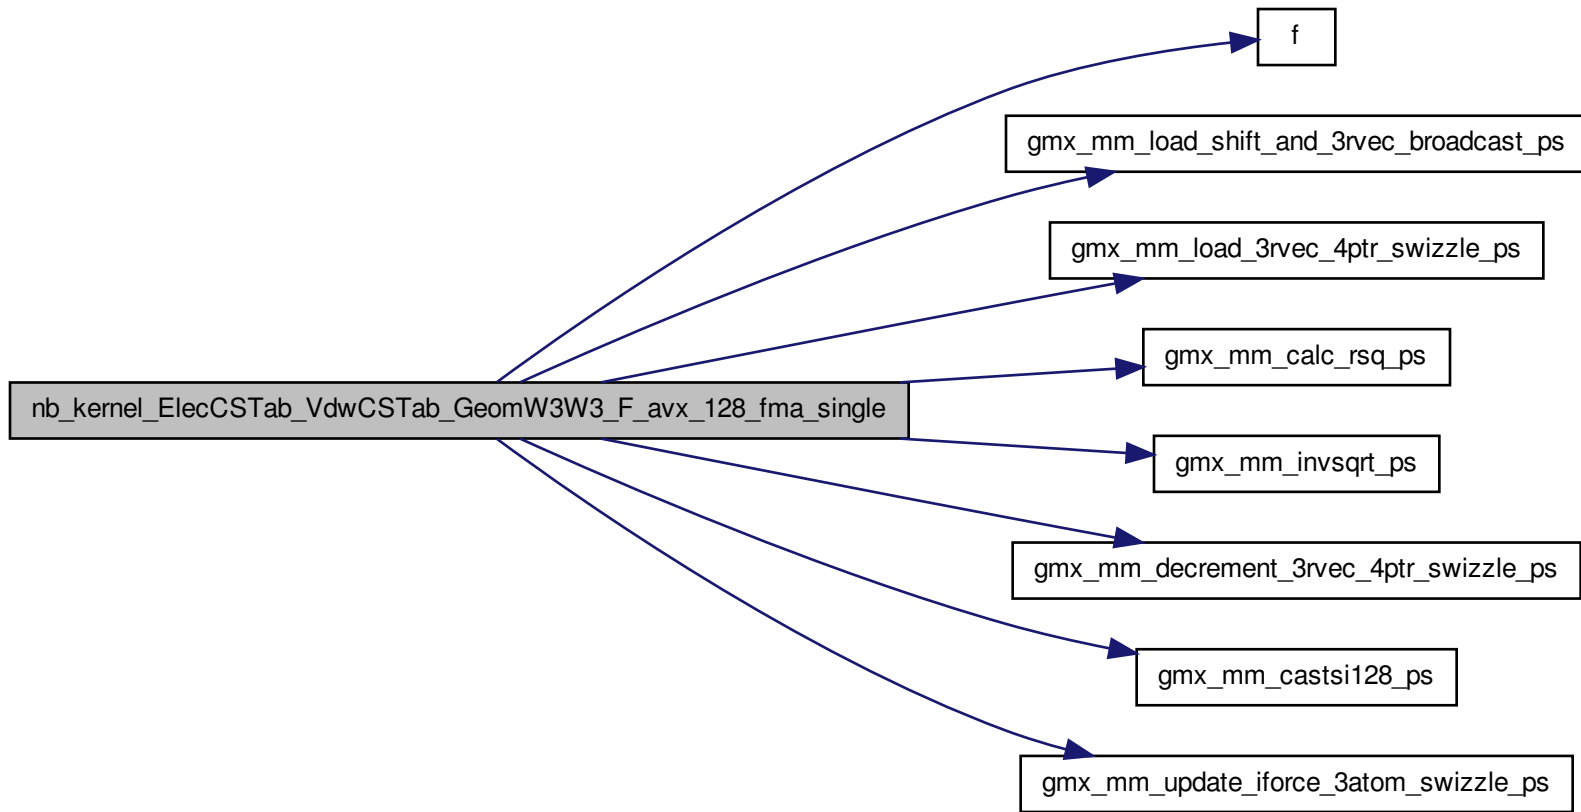 f
gmx_mm_load_shift_and_3rvec_broadcast_ps
gmx_mm_load_3rvec_4ptr_swizzle_ps
gmx_mm_calc_rsq_ps
nb_kernel_ElecCSTab_VdwCSTab_GeomW3W3_F_avx_128_fma_single
gmx_mm_invsqrt_ps
gmx_mm_decrement_3rvec_4ptr_swizzle_ps
gmx_mm_castsi128_ps
gmx_mm_update_iforce_3atom_swizzle_ps